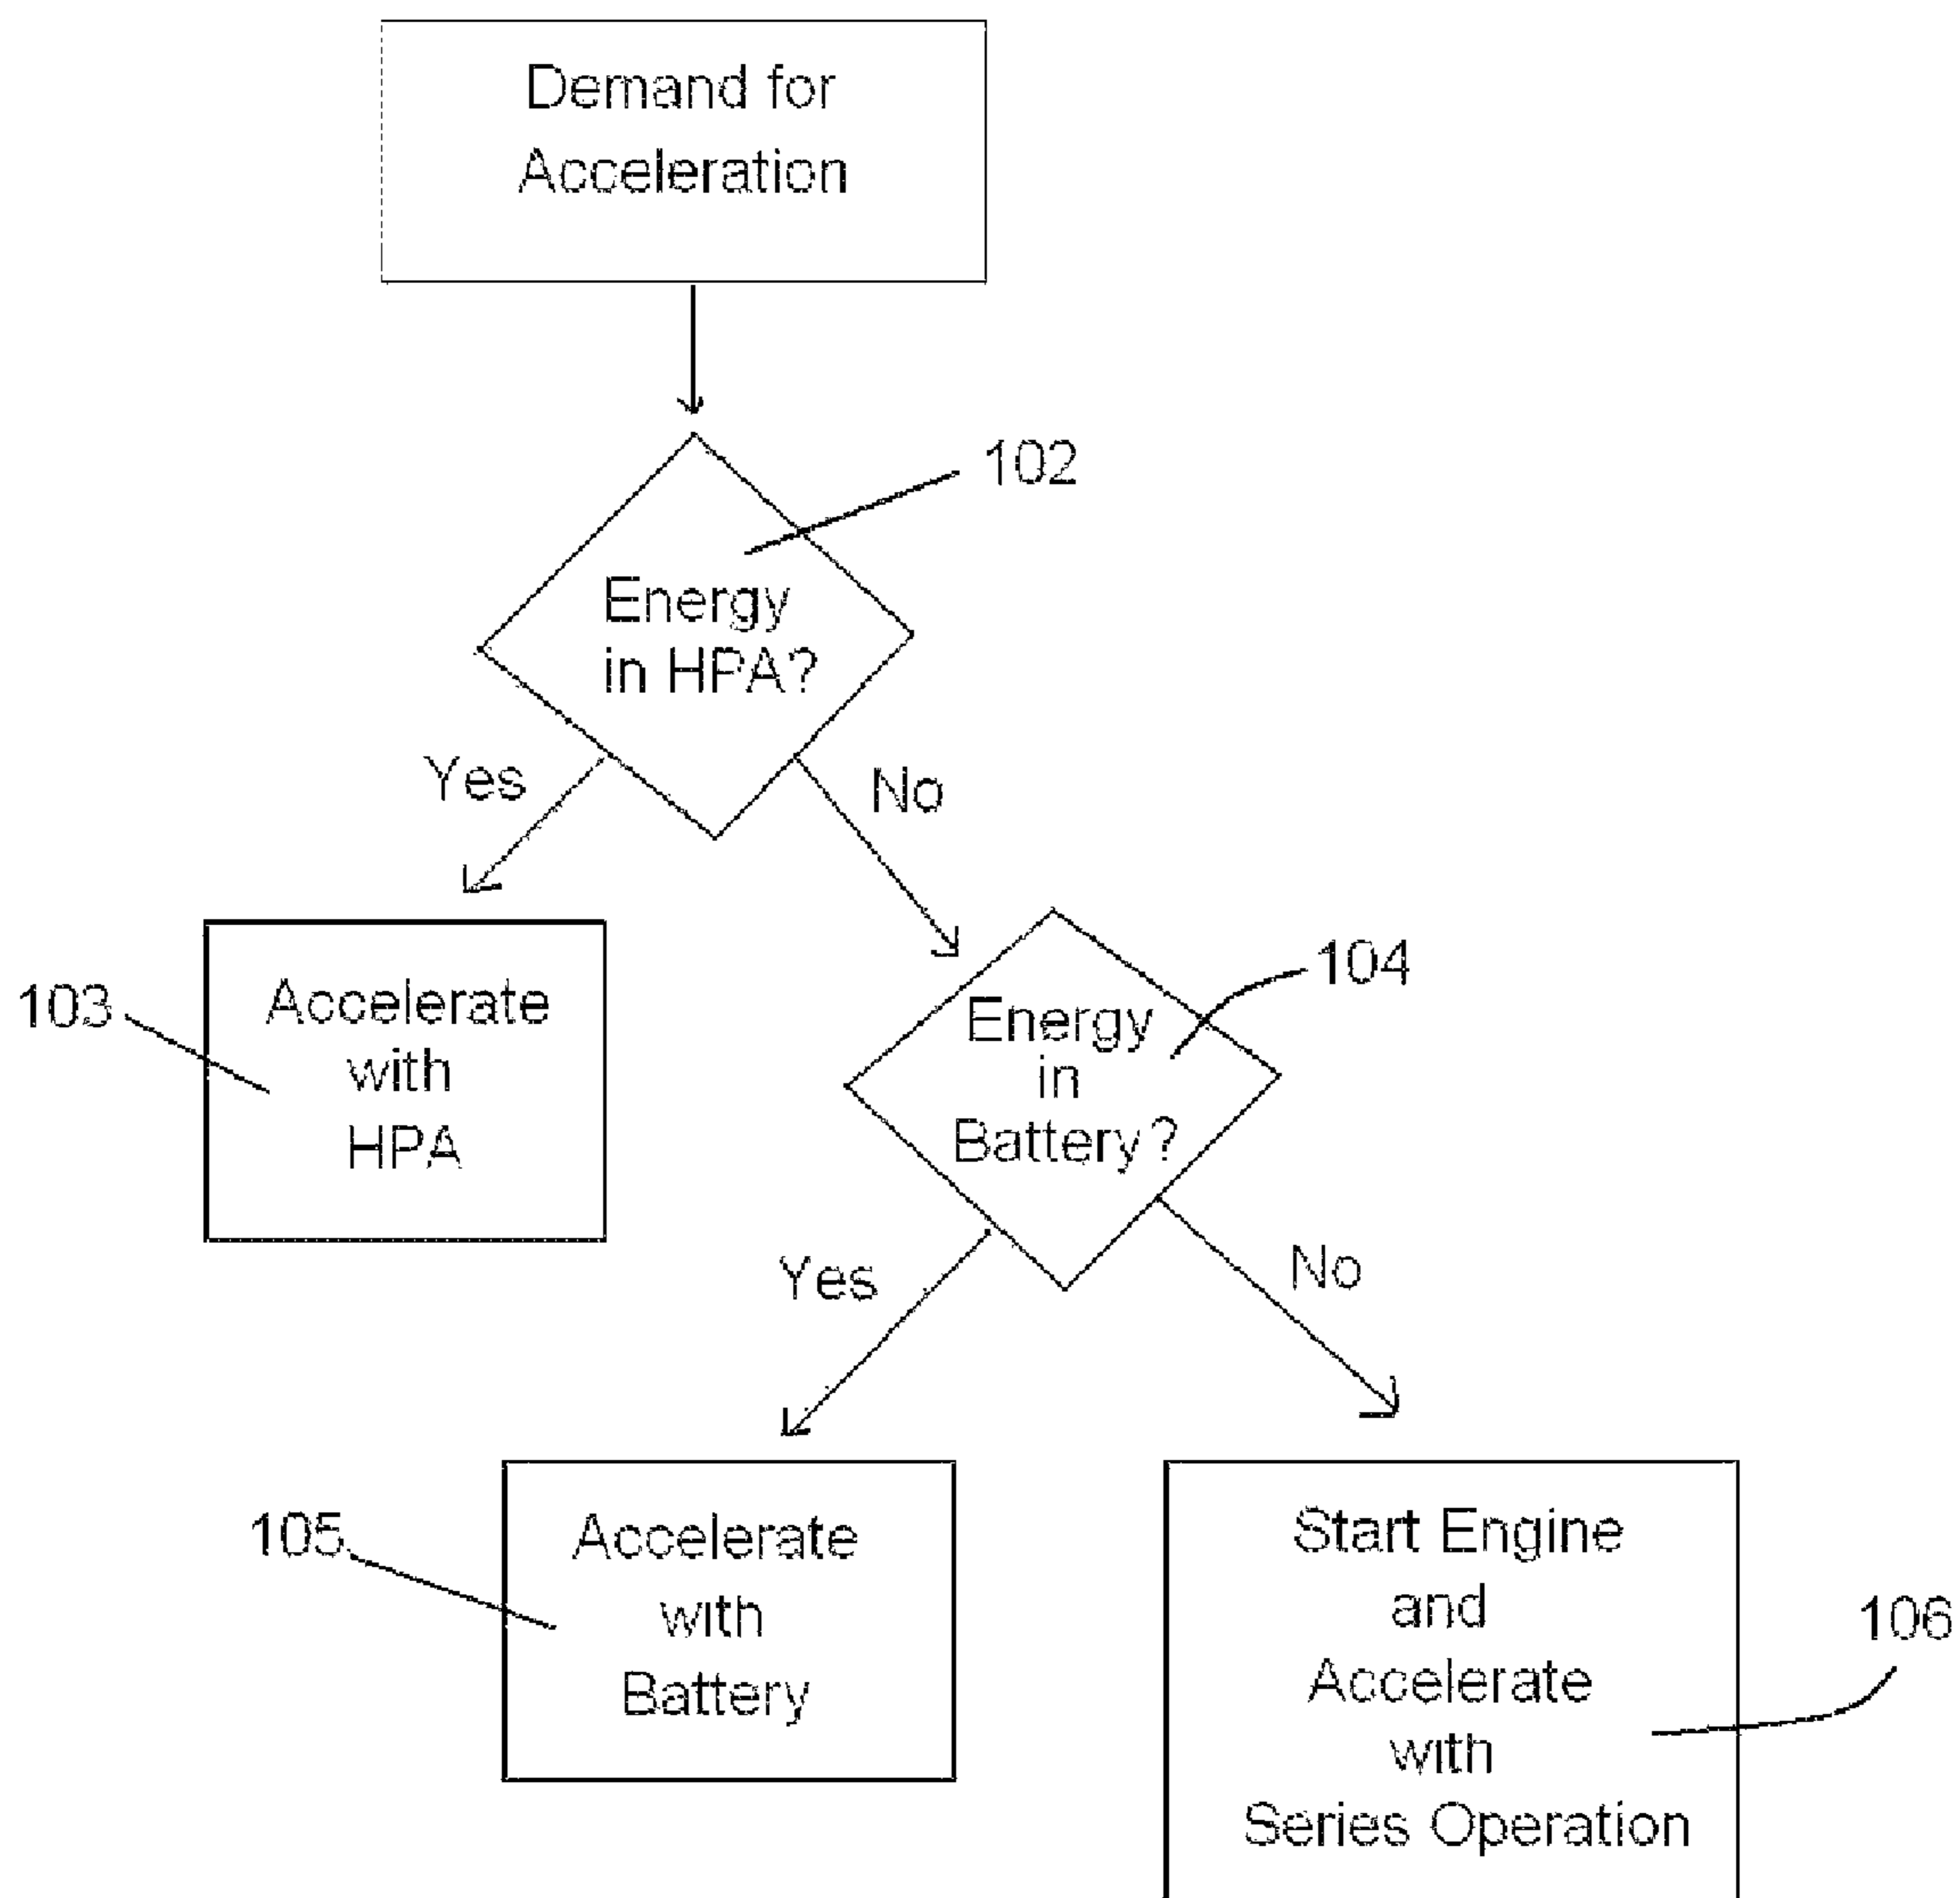 Demand for
Acceleration
102
Energy
in HPA?
Yes
No
103
Accelerate
with
HPA
104
Energy
in
Battery?
Yes
No
105
Accelerate
with
Battery
Start Engine
and
Accelerate
with
Series Operation
106